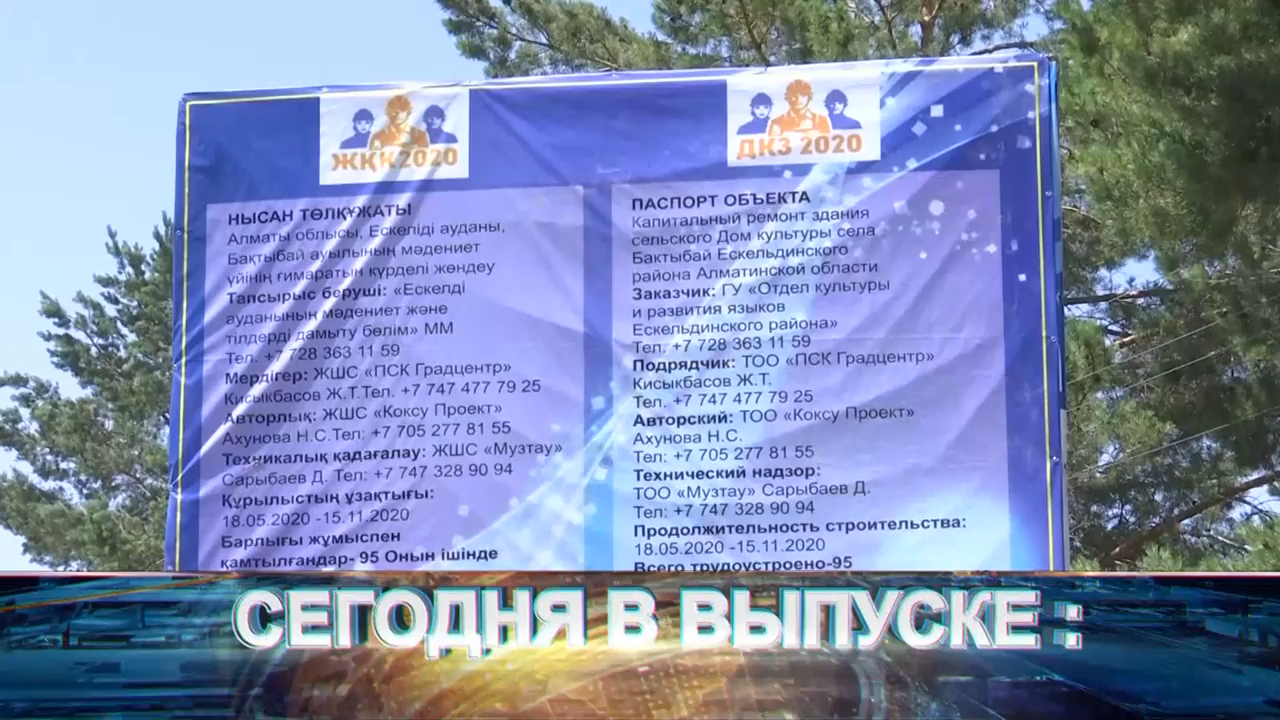 ЖҚК2020
НЫСАН ТӨЛҚҰЖАТЫ
Алматы облысы, Ескеліді ауданы,
Бақтыбай ауылының мәдениет
үйінің ғимаратын күрделі жөндеу
Тапсырыс беруші: «Ескелді
ауданының мәдениет және
тілдерді дамыту бөлім» ММ
Тел. +7 728 363 11 59
Мердігер: ЖШС «ПСК Градцентр»
Кисыкбасов Ж.Т.Тел. +7 747 477 79 25
Авторлық: ЖШС «Коксу Проект»
Ахунова Н.С.Тел: +7 705 277 81 55
Техникалық қадағалау: ЖШС «Музтау»
Сарыбаев Д. Тел: +7 747 328 90 94
Құрылыстың ұзақтығы:
18.05.2020 -15.11.2020
Барлығы жұмыспен
қамтылғандар- 95 Онын ішінде
ДКЗ 2020
ПАСПОРТ ОБЪЕКТА
Капитальный ремонт здания
сельского Дом культуры села
Бактыбай Ескельдинского
района Алматинской области
Заказчик: ГУ «Отдел культуры
и развития языков
Ескельдинского района»
Тел. +7 728 363 11 59
Подрядчик: ТОО «ПСК Градцентр»
Кисыкбасов Ж.Т.
Тел. +7 747 477 79 25
Авторский: ТОО «Коксу Проект»
Ахунова Н.С.
Тел: +7 705 277 81 55
Технический надзор:
ТОО «Музтау» Сарыбаев Д.
Тел: +7 747 328 90 94
Продолжительность строительства:
18.05.2020 -15.11.2020
Всего трудоустроено-95
СЕГОДНЯ В ВЫПУСКЕ :